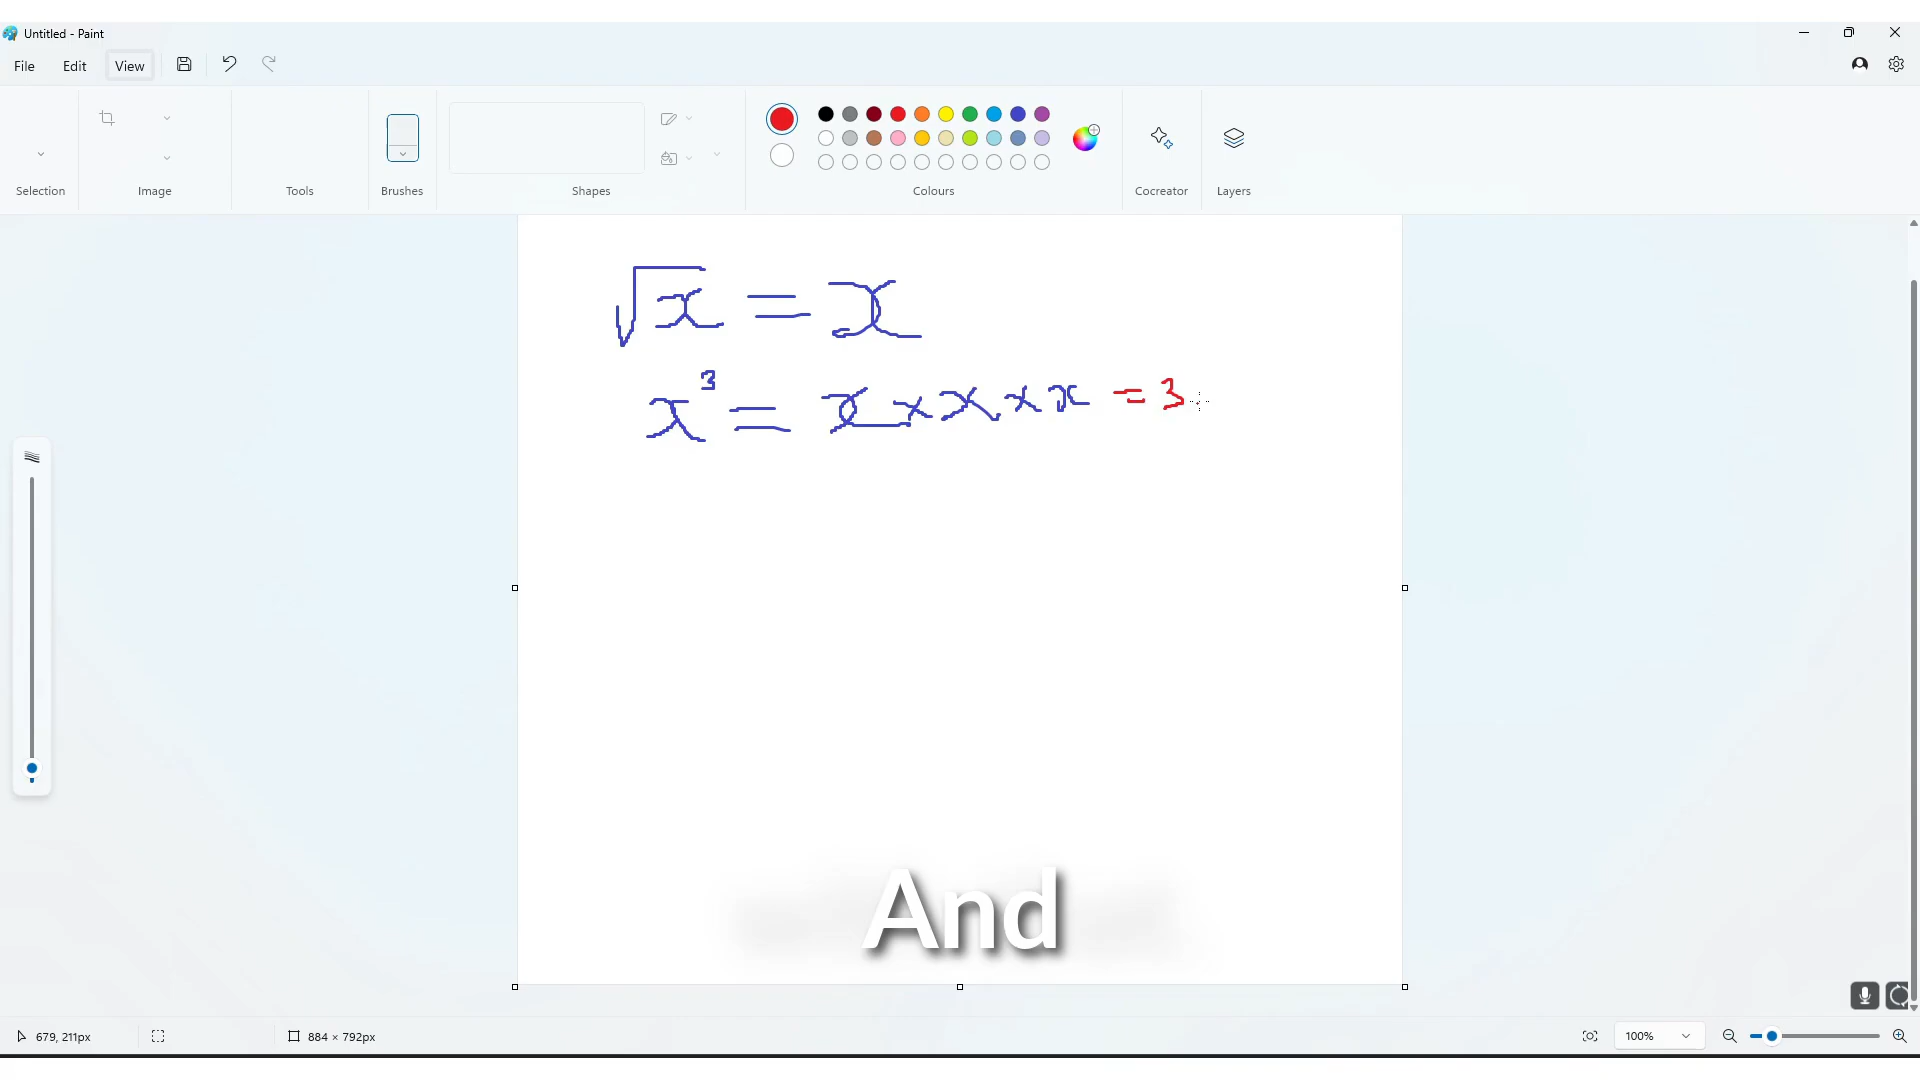 Untitled - Paint
File Edit View
Selection Image Tools Brushes Shapes Colours Cocreator Layers
√x = x
x³ = x × x × x = 3
And
679, 211px 884 × 792px 100%